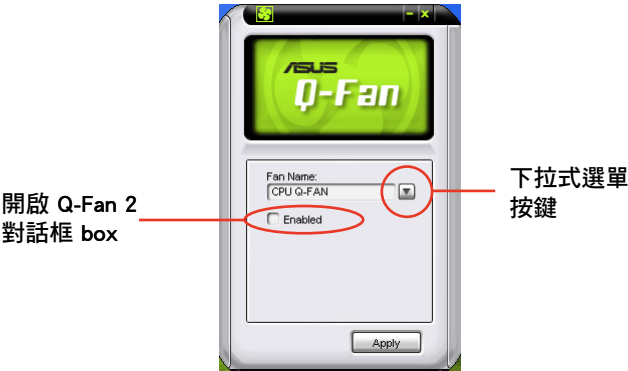 ASUS
Q-Fan
Fan Name:
CPU Q-FAN
Enabled
Apply
開啟 Q-Fan 2
對話框 box
下拉式選單
按鍵